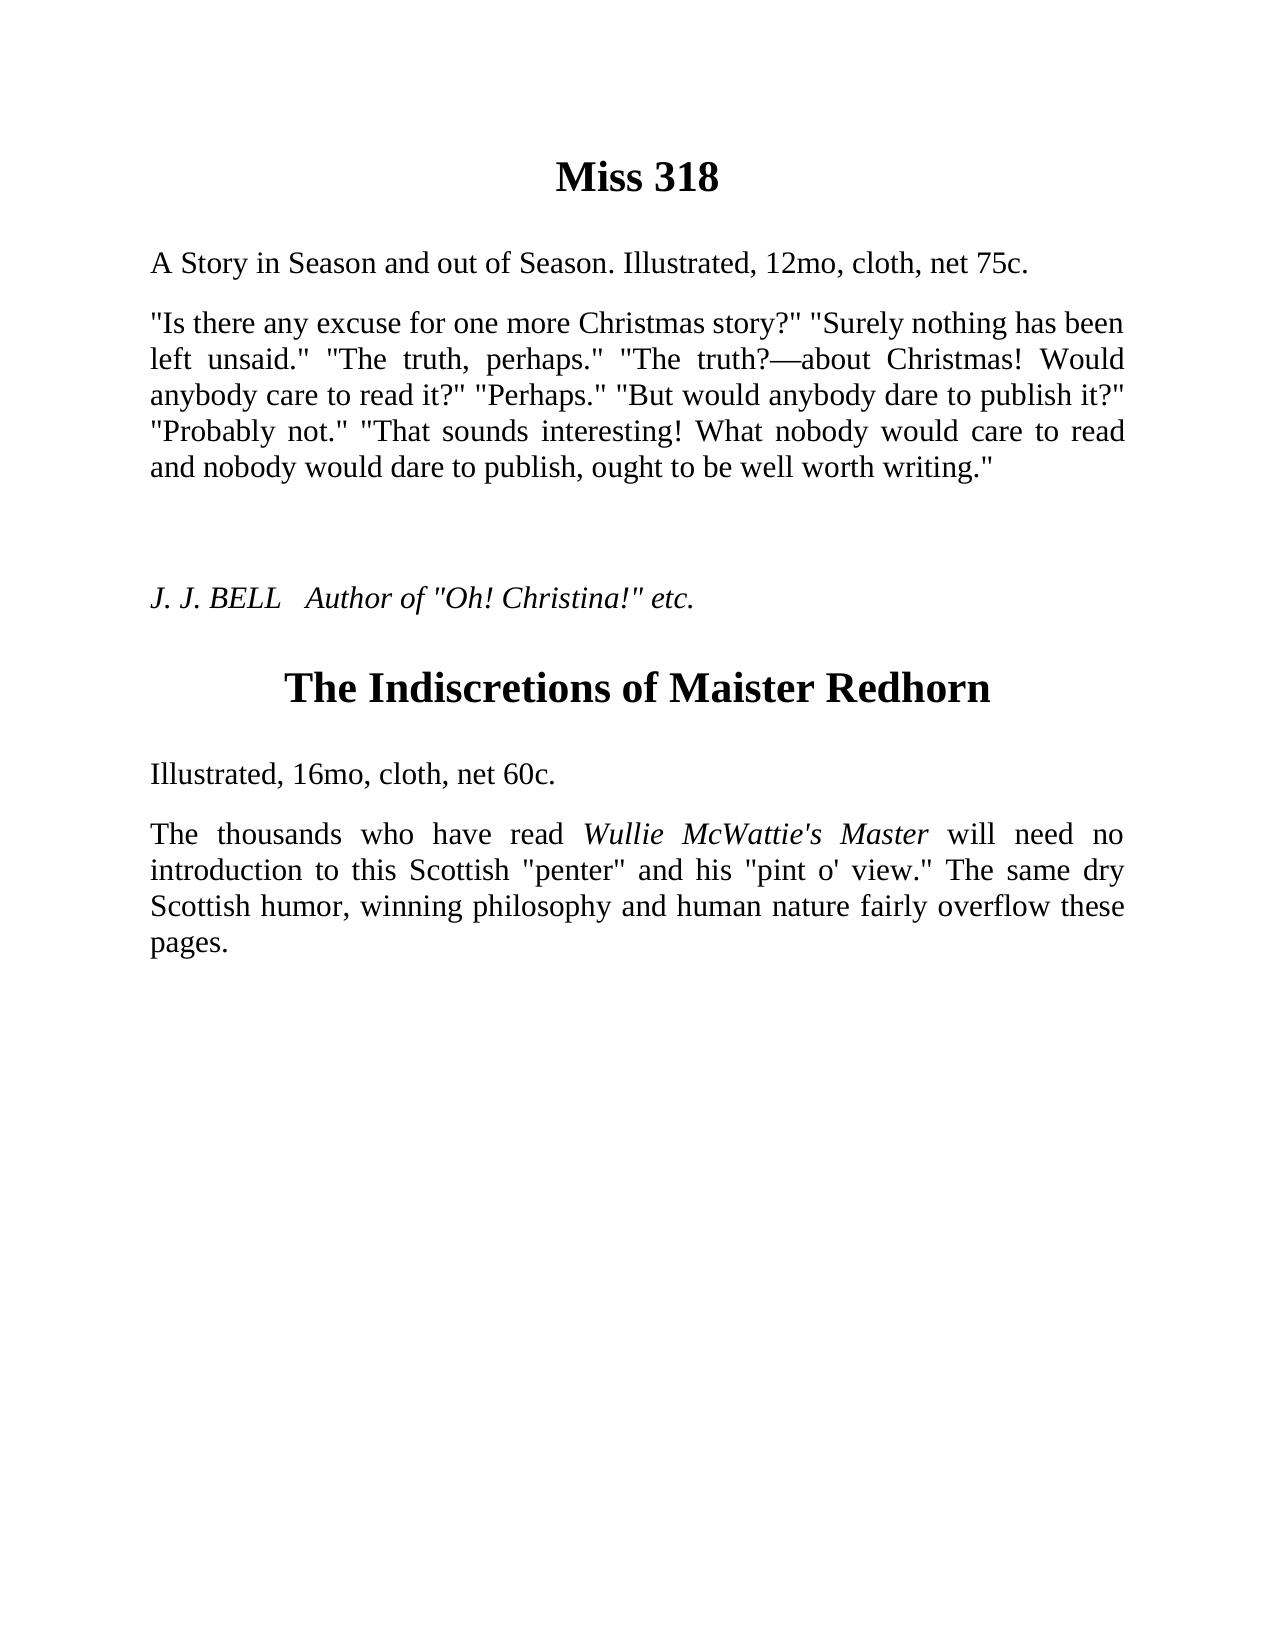 Miss 318
A Story in Season and out of Season. Illustrated, 12mo, cloth, net 75c.
"Is there any excuse for one more Christmas story?" "Surely nothing has been
left unsaid." "The truth, perhaps." "The truth?—about Christmas! Would
anybody care to read it?" "Perhaps." "But would anybody dare to publish it?"
"Probably not." "That sounds interesting! What nobody would care to read
and nobody would dare to publish, ought to be well worth writing."
J. J. BELL   Author of "Oh! Christina!" etc.
The Indiscretions of Maister Redhorn
Illustrated, 16mo, cloth, net 60c.
The thousands who have read Wullie McWattie's Master will need no
introduction to this Scottish "penter" and his "pint o' view." The same dry
Scottish humor, winning philosophy and human nature fairly overflow these
pages.